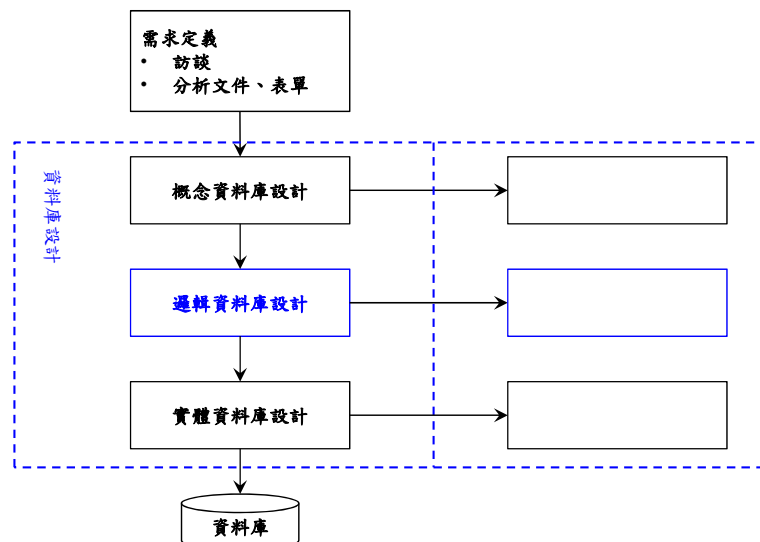 需求定義
• 訪談
• 分析文件、表單
資料庫設計
概念資料庫設計
邏輯資料庫設計
實體資料庫設計
資料庫